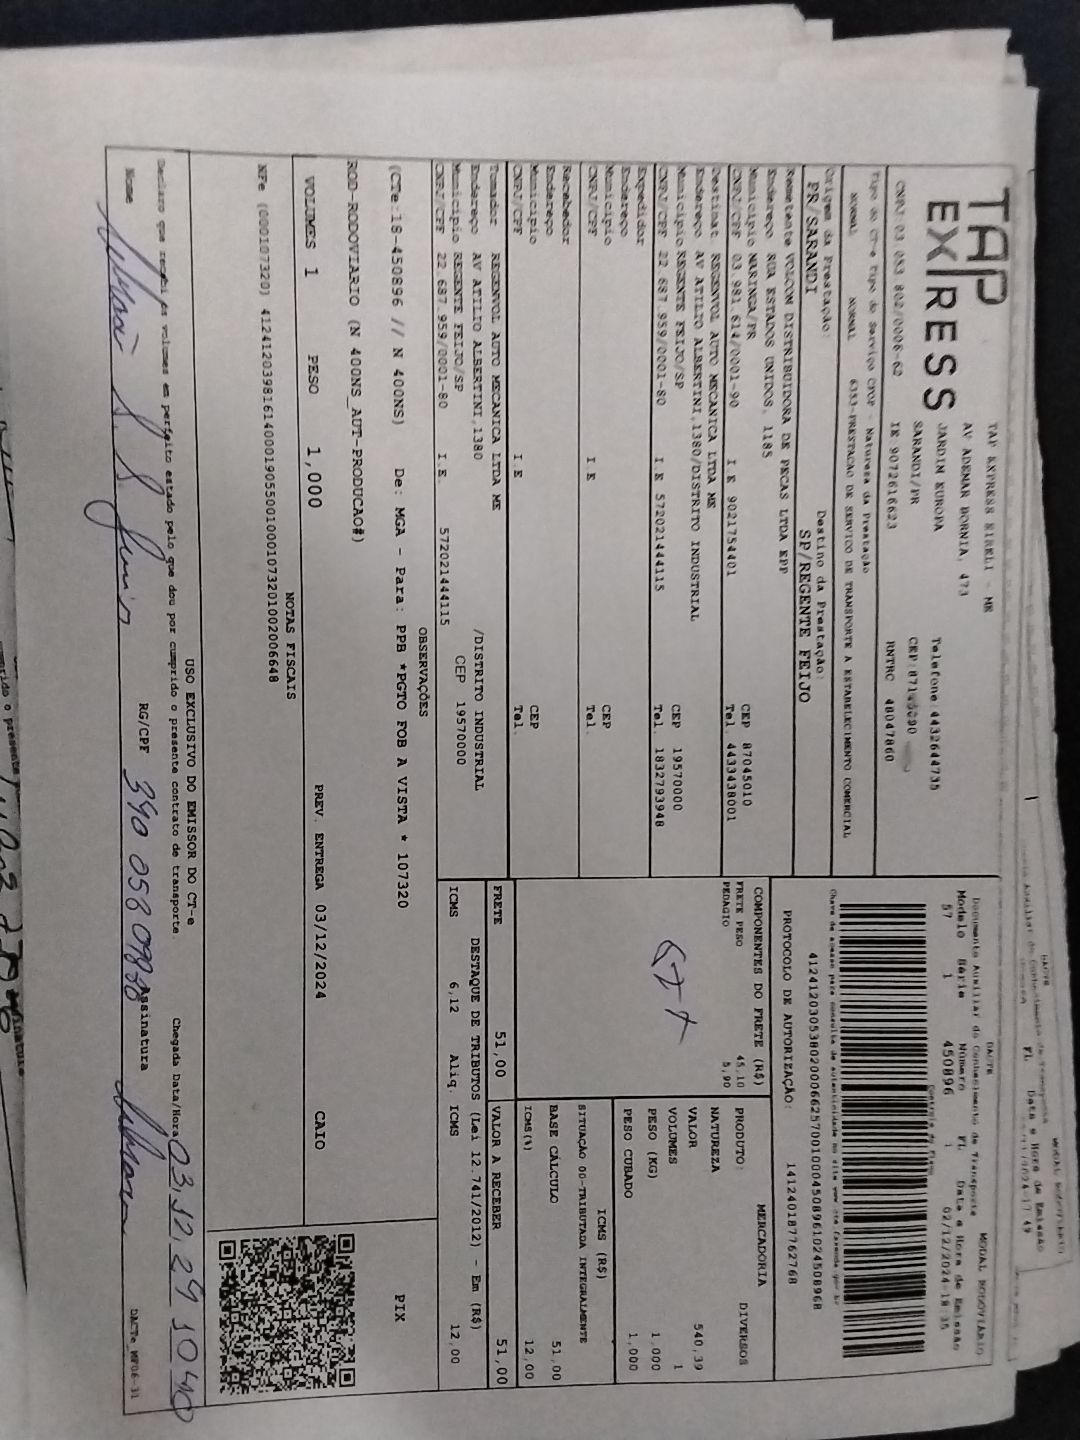 TAP
EXPRESS
TAP EXPRESS EIRELI - ME
AV ADEMAR BORNIA, 473
JARDIM EUROPA
SARANDI/PR
Telefone: 4432644735
CNPJ: 03.053.802/0006-62
IE: 9072616623
RNTRC 48047860
Tipo do CT-e Tipo do Serviço CFOP - Natureza da Prestação
NORMAL NORMAL 6353-PRESTACAO DE SERVICO DE TRANSPORTE A ESTABELECIMENTO COMERCIAL
Origem da Prestação: Destino da Prestação:
PR/SARANDI SP/REGENTE FEIJO
Remetente VOLCON DISTRIBUIDORA DE PECAS LTDA EPP
Endereço RUA ESTADOS UNIDOS, 1185
Município MARINGA/PR CEP 87045010
CNPJ/CPF 03.981.614/0001-90 I.E 9021754401 Tel. 4433438001
Destinat. REGENVOL AUTO MECANICA LTDA ME
Endereço AV ATILIO ALBERTINI,1380/DISTRITO INDUSTRIAL
Município REGENTE FEIJO/SP CEP 19570000
CNPJ/CPF 22.687.959/0001-80 I.E 572021444115 Tel. 1832793948
Expedidor
Endereço
Município CEP
CNPJ/CPF I.E Tel.
Recebedor
Endereço
Município CEP
CNPJ/CPF I.E Tel.
Tomador REGENVOL AUTO MECANICA LTDA ME
Endereço AV ATILIO ALBERTINI,1380 /DISTRITO INDUSTRIAL
Município REGENTE FEIJO/SP CEP 19570000
CNPJ/CPF 22.687.959/0001-80 I.E. 572021444115
DACTE MODAL RODOVIÁRIO
Documento Auxiliar do Conhecimento de Transporte
Modelo Série Número FL Data e Hora de Emissão
57 1 450896 1 02/12/2024-18:35
Controle do Fisco
Chave de acesso para consulta de autenticidade no site www.cte.fazenda.gov.br
41241203053802000662570010004508961024508968
PROTOCOLO DE AUTORIZAÇÃO: 141240187762768
COMPONENTES DO FRETE (R$)
FRETE PESO 45,10
PEDAGIO 5,90
MERCADORIA
PRODUTO: DIVERSOS
NATUREZA
VALOR 540,39
VOLUMES 1
PESO (KG) 1,000
PESO CUBADO 1,000
ICMS (R$)
SITUAÇÃO 00-TRIBUTADA INTEGRALMENTE
BASE CÁLCULO 51,00
ICMS(%) 12,00
FRETE 51,00 VALOR A RECEBER 51,00
DESTAQUE DE TRIBUTOS (Lei 12.741/2012) - Em (R$)
ICMS 6,12 Aliq. ICMS 12,00
OBSERVAÇÕES
(CTe:18-450896 // N 400NS) De: MGA - Para: PPB *PGTO FOB A VISTA * 107320
PIX
ROD-RODOVIARIO (N 400NS_AUT-PRODUCAO#)
VOLUMES 1 PESO 1,000 PREV. ENTREGA 03/12/2024 CAIO
NOTAS FISCAIS
NFe (000107320) 41241203981614000190550010001073201002006648
USO EXCLUSIVO DO EMISSOR DO CT-e
Declaro que recebi os volumes em perfeito estado pelo que dou por cumprido o presente contrato de transporte. Chegada Data/Hora 03,12,24 10 40
Nome RG/CPF 390 058 098 78 Assinatura
DACTe_MF06-31